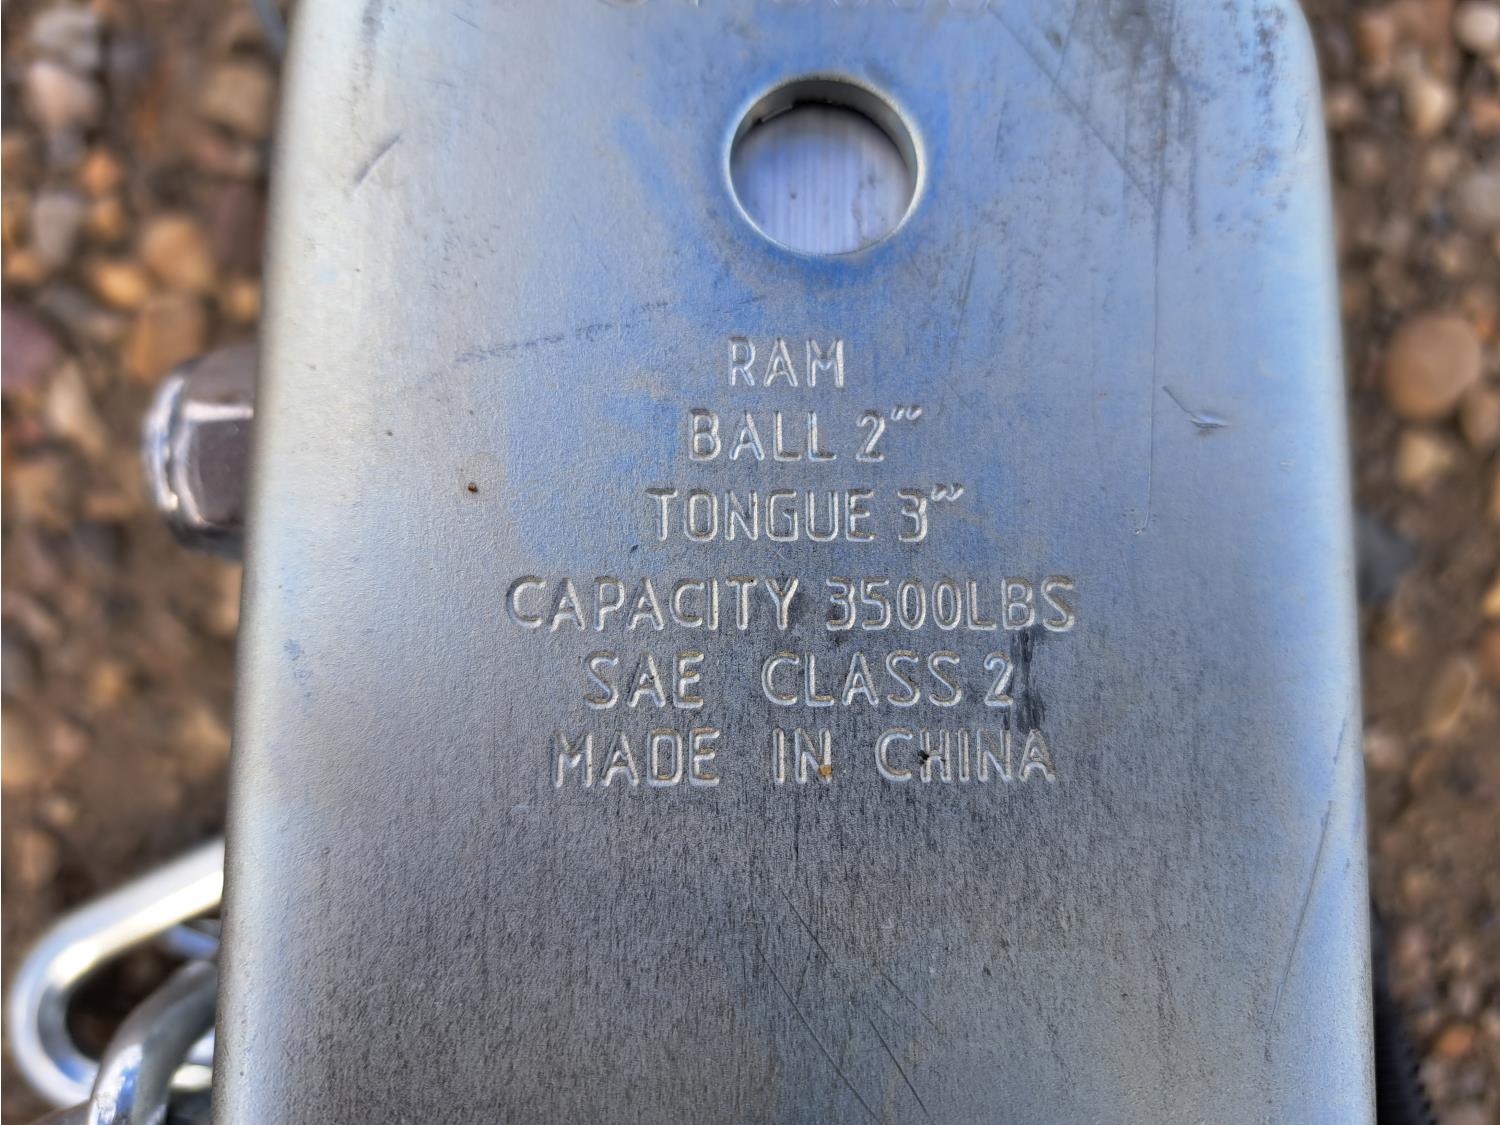 RAM
BALL 2"
TONGUE 3"
CAPACITY 3500LBS
SAE CLASS 2
MADE IN CHINA